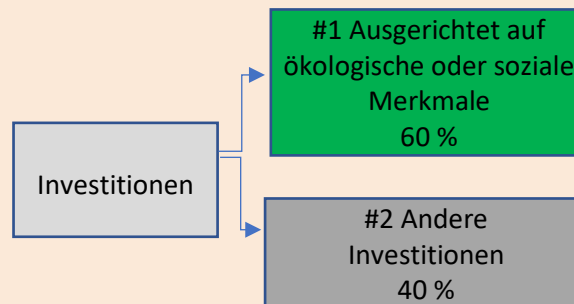 #1 Ausgerichtet auf
ökologische oder soziale
Merkmale
60 %
Investitionen
#2 Andere
Investitionen
40 %